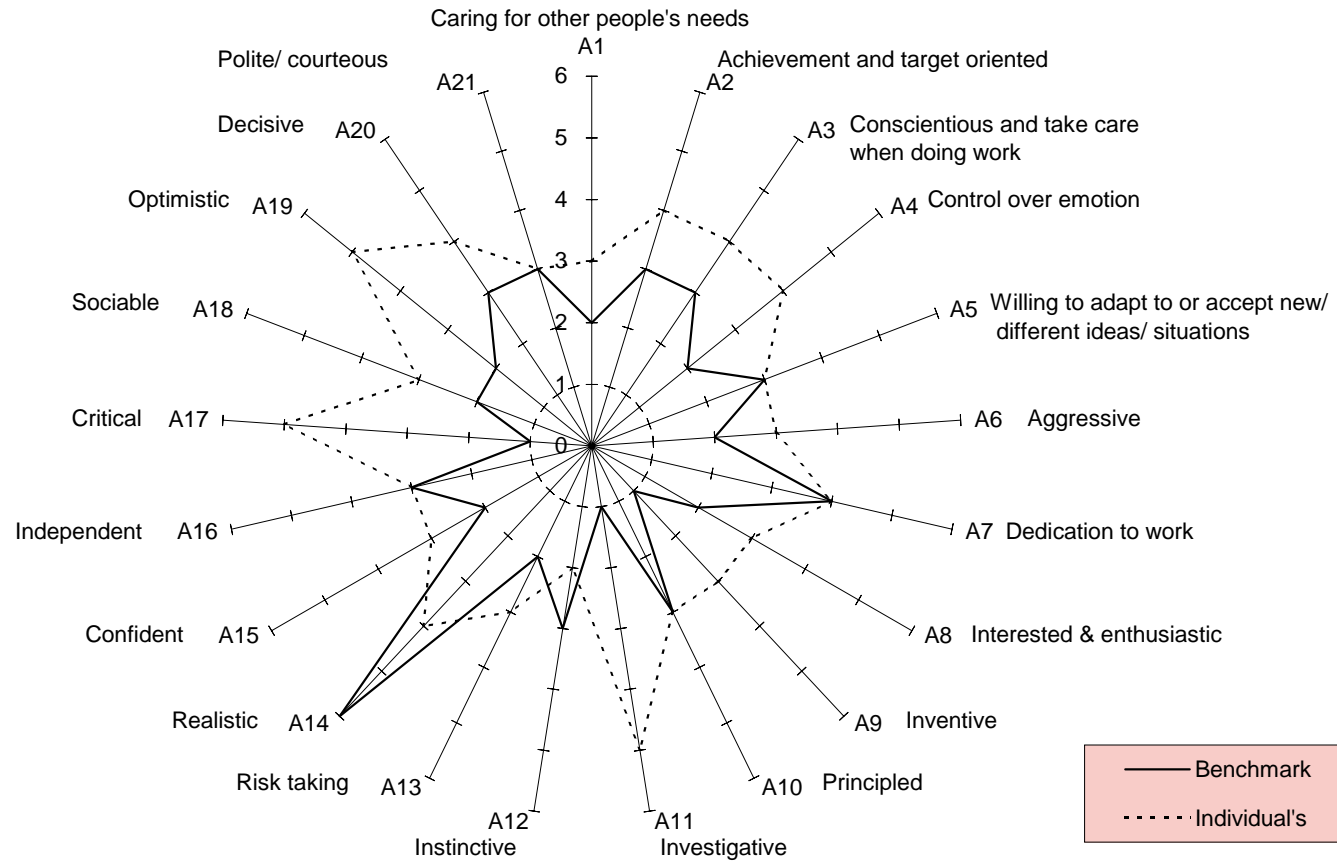 Caring for other people's needs
A1
Achievement and target oriented
A2
Conscientious and take care
when doing work
A3
Control over emotion
A4
Willing to adapt to or accept new/
different ideas/ situations
A5
Aggressive
A6
Dedication to work
A7
Interested & enthusiastic
A8
Inventive
A9
Principled
A10
Investigative
A11
Instinctive
A12
Risk taking
A13
Realistic
A14
Confident
A15
Independent
A16
Critical
A17
Sociable
A18
Optimistic
A19
Decisive
A20
Polite/ courteous
A21
6
5
4
3
2
1
0
Benchmark
Individual's